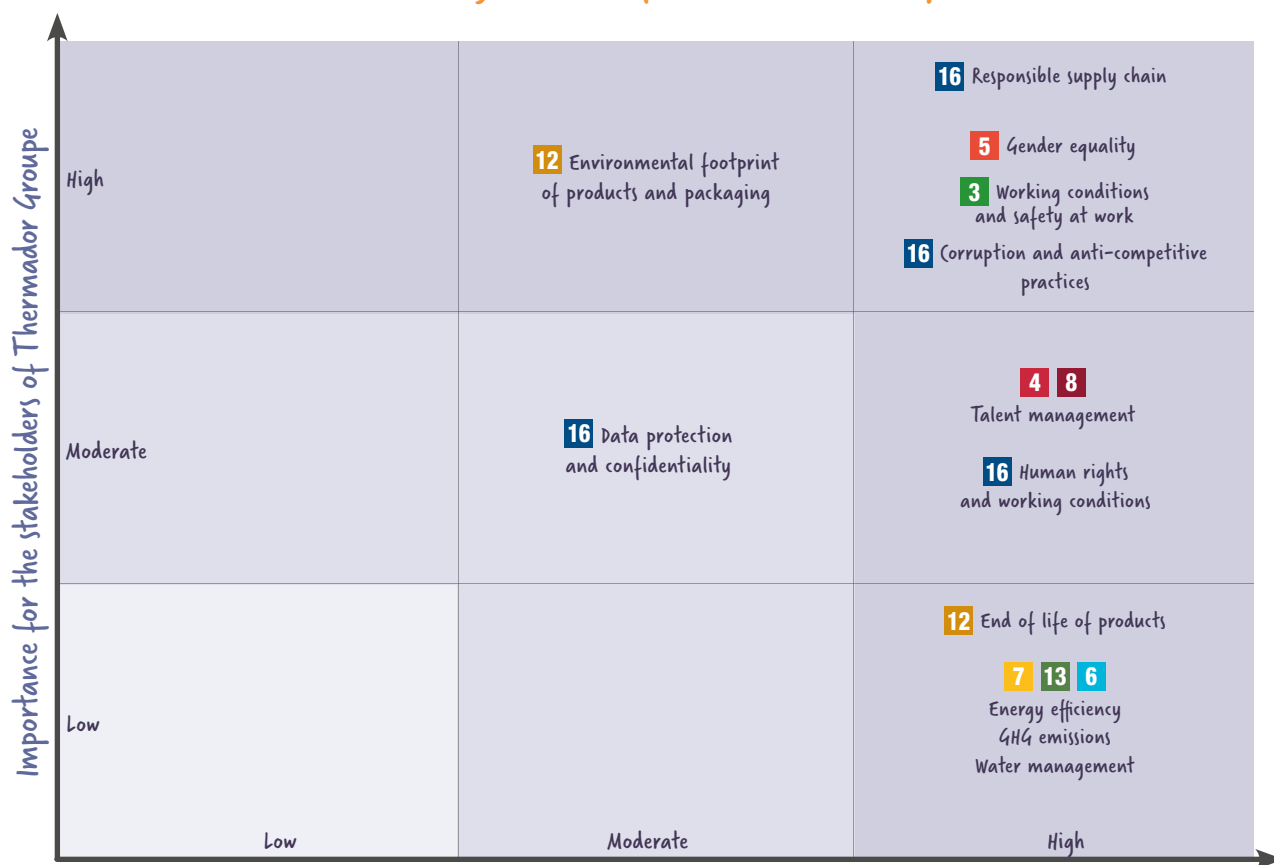 Importance for the stakeholders of Thermador Groupe
High
12 Environmental footprint
of products and packaging
16 Responsible supply chain
5 Gender equality
3 Working conditions
and safety at work
16 Corruption and anti-competitive
practices
Moderate
16 Data protection
and confidentiality
4 8
Talent management
16 Human rights
and working conditions
Low
12 End of life of products
7 13 6
Energy efficiency
GHG emissions
Water management
Low
Moderate
High